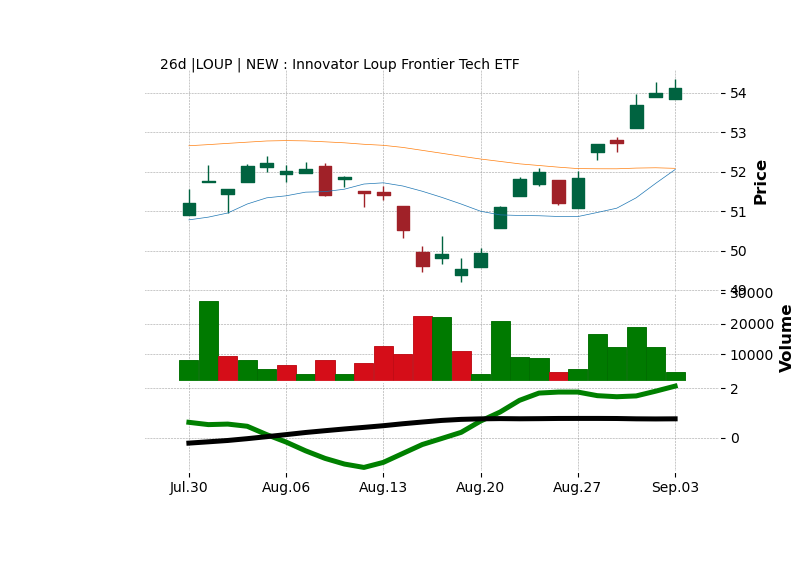 26d |LOUP | NEW : Innovator Loup Frontier Tech ETF
54
53
52
51
50
49
Price
30000
20000
10000
Volume
2
0
Jul.30 Aug.06 Aug.13 Aug.20 Aug.27 Sep.03